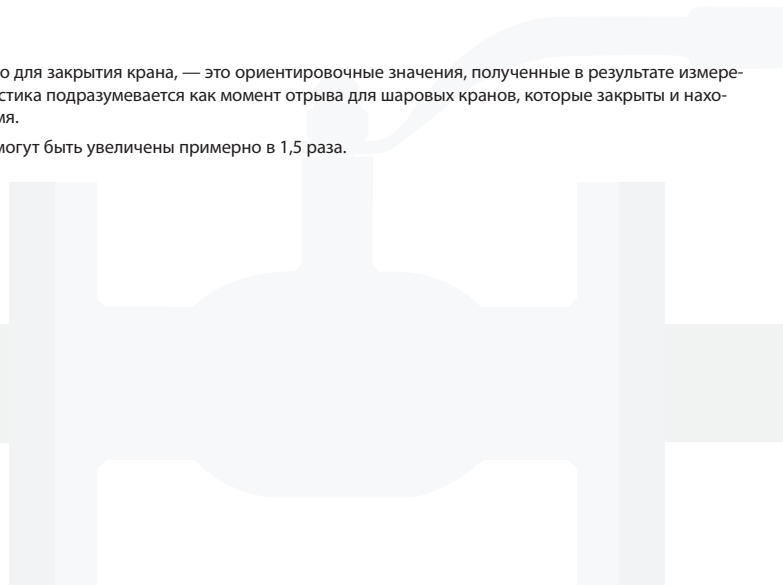 о для закрытия крана, — это ориентировочные значения, полученные в результате измере-
стика подразумевается как момент отрыва для шаровых кранов, которые закрыты и нахо-
мя.
могут быть увеличены примерно в 1,5 раза.